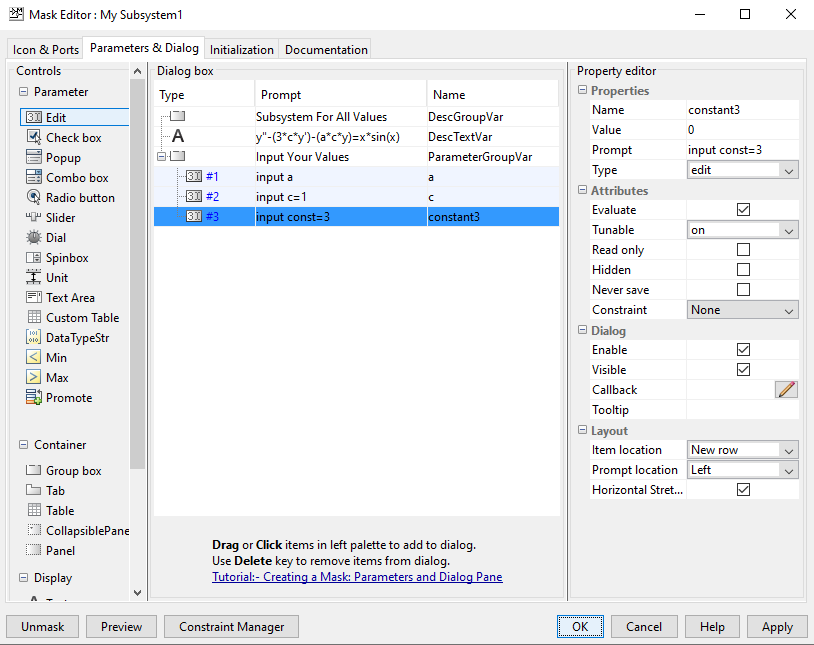 Mask Editor : My Subsystem1
Icon & Ports
Parameters & Dialog
Initialization
Documentation
Controls
Parameter
Edit
Check box
Popup
Combo box
Radio button
Slider
Dial
Spinbox
Unit
Text Area
Custom Table
DataTypeStr
Min
Max
Promote
Container
Group box
Tab
Table
CollapsiblePane
Panel
Display
Dialog box
Type Prompt Name
Subsystem For All Values DescGroupVar
A y"-(3*c*y')-(a*c*y)=x*sin(x) DescTextVar
Input Your Values ParameterGroupVar
#1 input a a
#2 input c=1 c
#3 input const=3 constant3
Drag or Click items in left palette to add to dialog.
Use Delete key to remove items from dialog.
Tutorial:- Creating a Mask: Parameters and Dialog Pane
Property editor
Properties
Name constant3
Value 0
Prompt input const=3
Type edit
Attributes
Evaluate
Tunable on
Read only
Hidden
Never save
Constraint None
Dialog
Enable
Visible
Callback
Tooltip
Layout
Item location New row
Prompt location Left
Horizontal Stret...
Unmask
Preview
Constraint Manager
OK
Cancel
Help
Apply